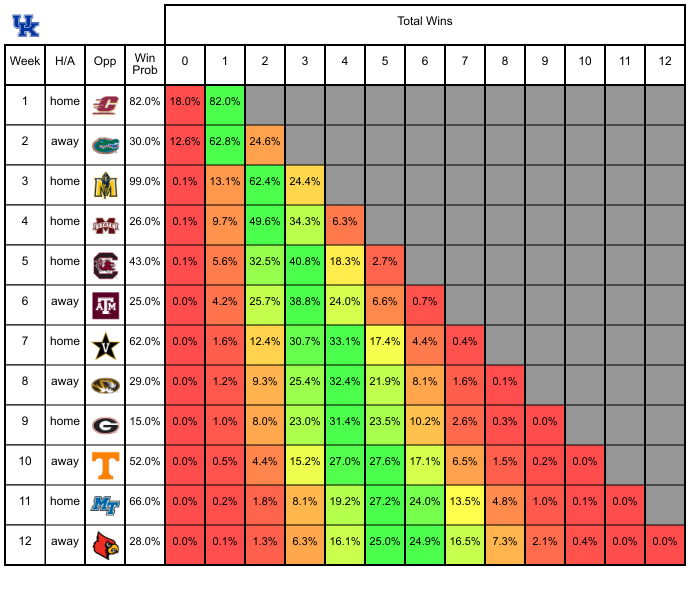 UK
Total Wins
Week H/A Opp Win Prob 0 1 2 3 4 5 6 7 8 9 10 11 12
1 home C 82.0% 18.0% 82.0%
2 away Gators 30.0% 12.6% 62.8% 24.6%
3 home M 99.0% 0.1% 13.1% 62.4% 24.4%
4 home M STATE 26.0% 0.1% 9.7% 49.6% 34.3% 6.3%
5 home C 43.0% 0.1% 5.6% 32.5% 40.8% 18.3% 2.7%
6 away ATM 25.0% 0.0% 4.2% 25.7% 38.8% 24.0% 6.6% 0.7%
7 home V 62.0% 0.0% 1.6% 12.4% 30.7% 33.1% 17.4% 4.4% 0.4%
8 away 29.0% 0.0% 1.2% 9.3% 25.4% 32.4% 21.9% 8.1% 1.6% 0.1%
9 home G 15.0% 0.0% 1.0% 8.0% 23.0% 31.4% 23.5% 10.2% 2.6% 0.3% 0.0%
10 away T 52.0% 0.0% 0.5% 4.4% 15.2% 27.0% 27.6% 17.1% 6.5% 1.5% 0.2% 0.0%
11 home MT 66.0% 0.0% 0.2% 1.8% 8.1% 19.2% 27.2% 24.0% 13.5% 4.8% 1.0% 0.1% 0.0%
12 away 28.0% 0.0% 0.1% 1.3% 6.3% 16.1% 25.0% 24.9% 16.5% 7.3% 2.1% 0.4% 0.0% 0.0%